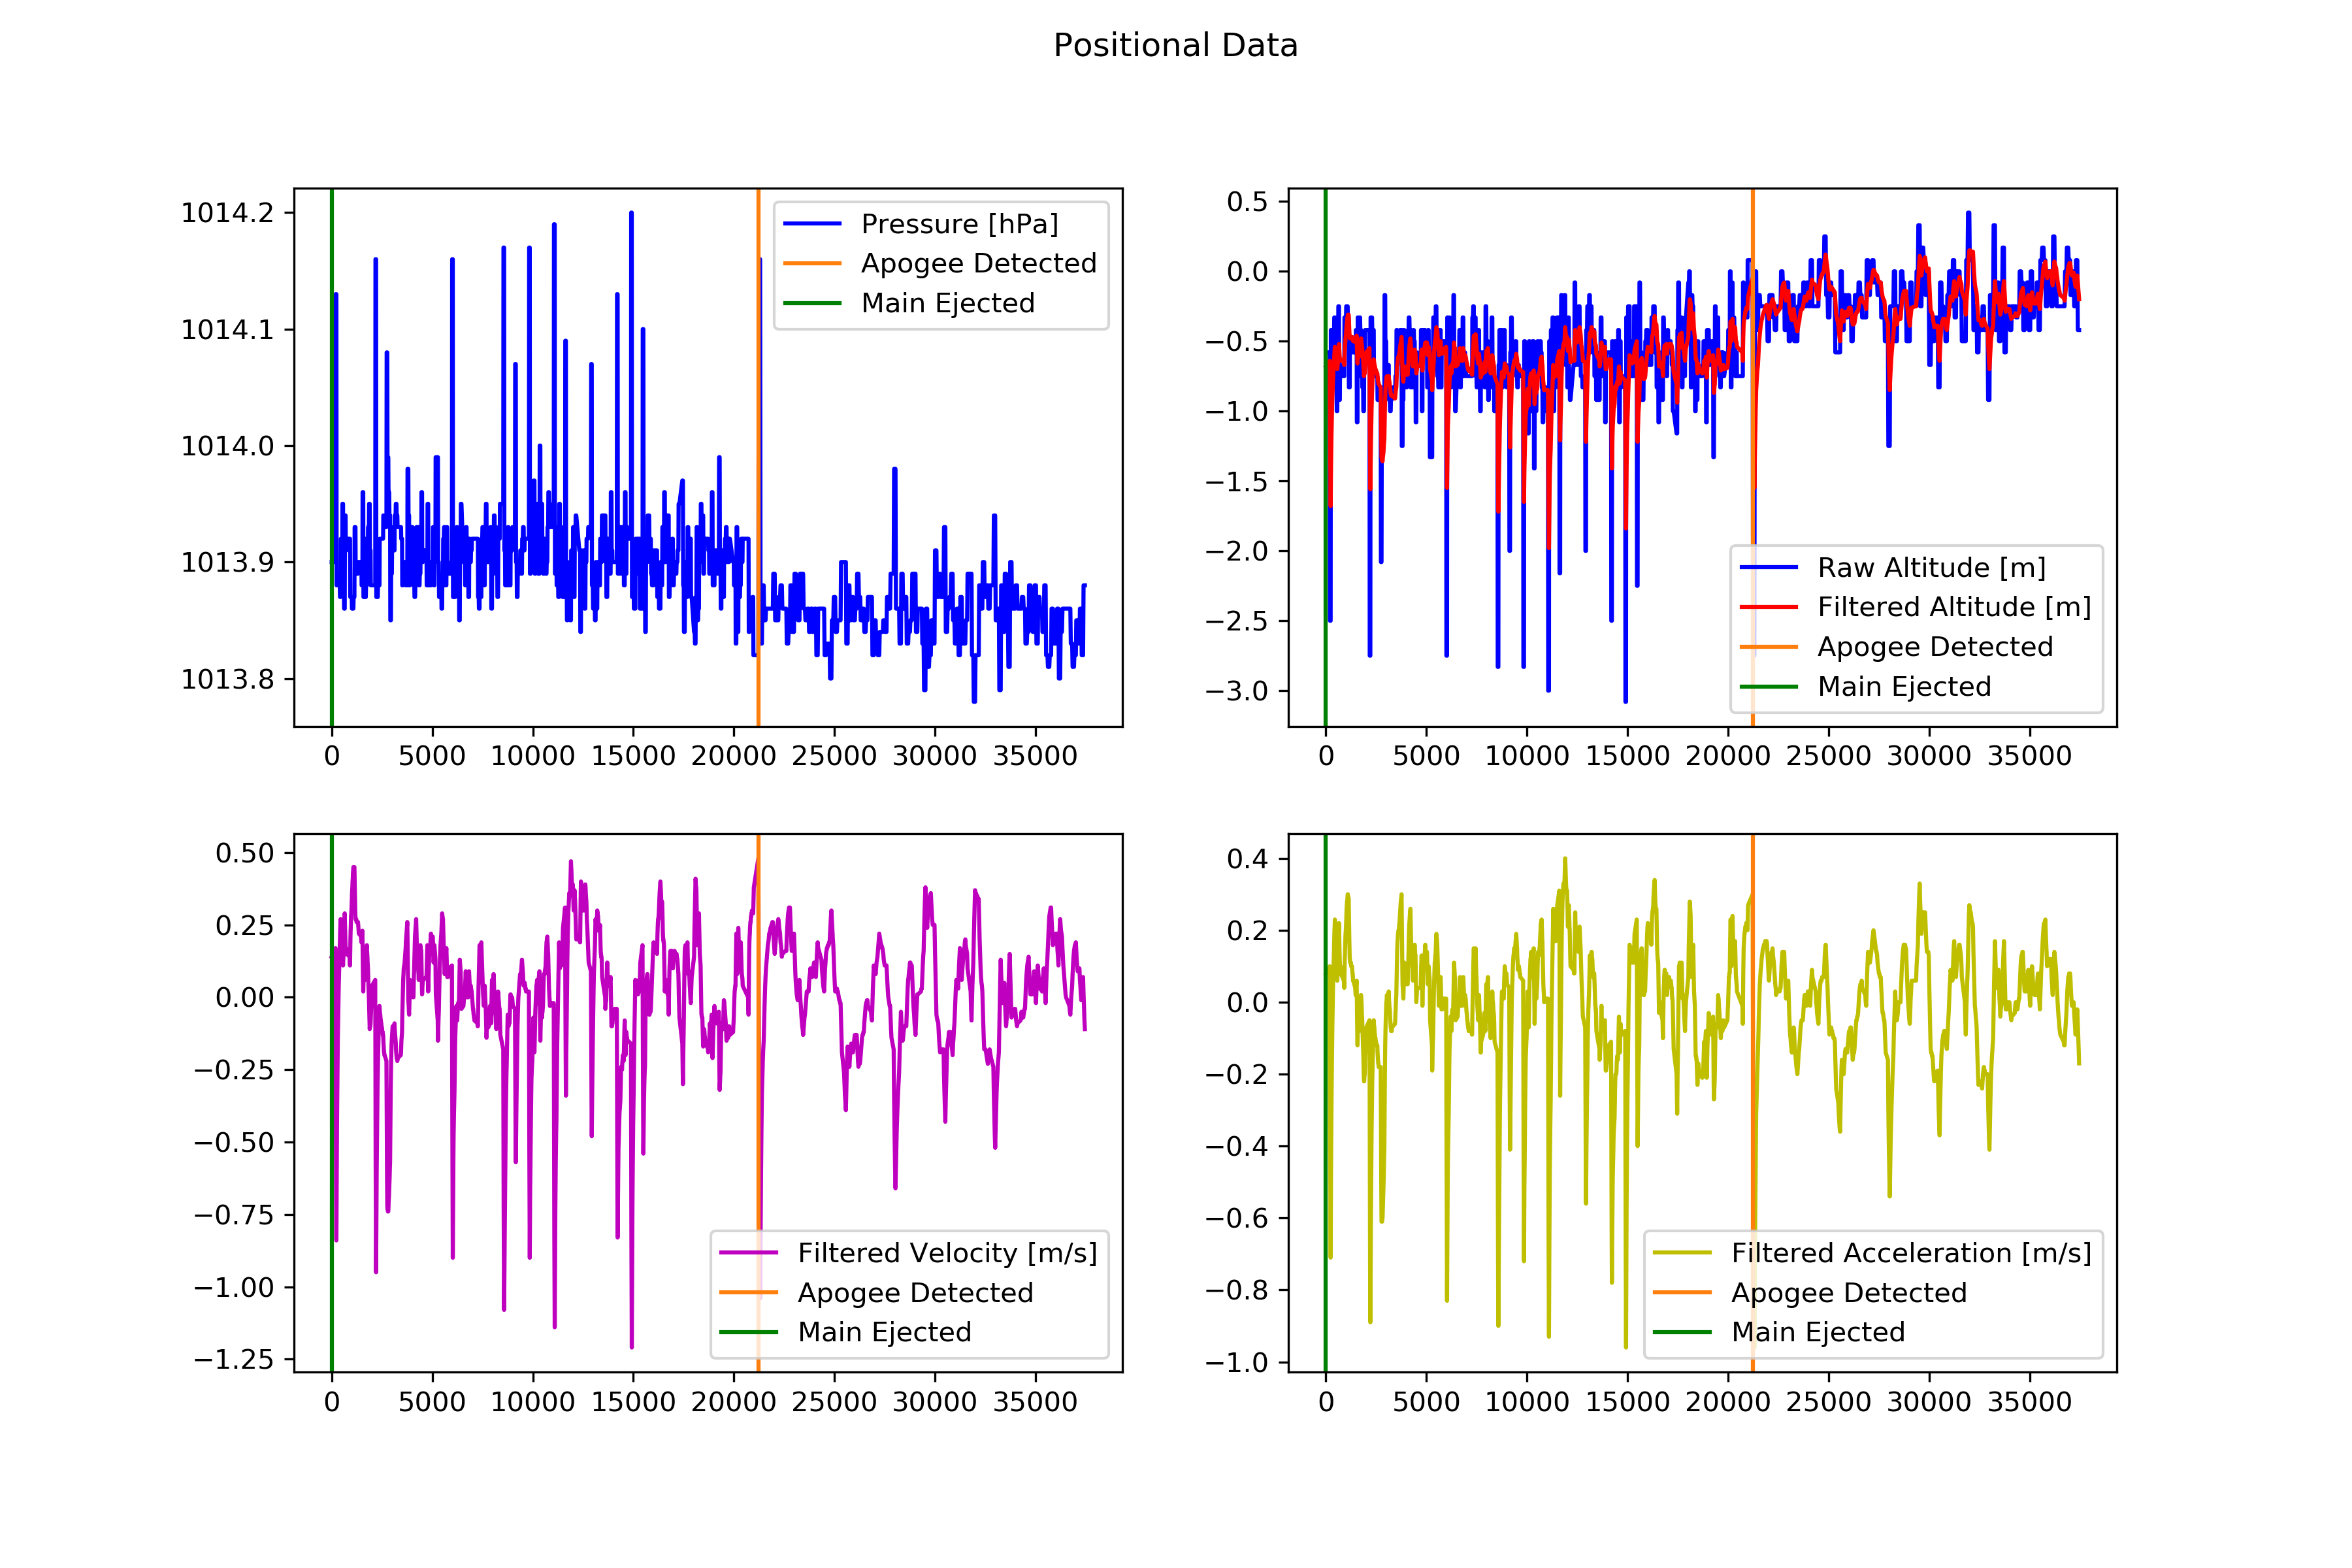 Positional Data
1014.2
1014.1
1014.0
1013.9
1013.8
0 5000 10000 15000 20000 25000 30000 35000
Pressure [hPa]
Apogee Detected
Main Ejected
0.5
0.0
−0.5
−1.0
−1.5
−2.0
−2.5
−3.0
0 5000 10000 15000 20000 25000 30000 35000
Raw Altitude [m]
Filtered Altitude [m]
Apogee Detected
Main Ejected
0.50
0.25
0.00
−0.25
−0.50
−0.75
−1.00
−1.25
0 5000 10000 15000 20000 25000 30000 35000
Filtered Velocity [m/s]
Apogee Detected
Main Ejected
0.4
0.2
0.0
−0.2
−0.4
−0.6
−0.8
−1.0
0 5000 10000 15000 20000 25000 30000 35000
Filtered Acceleration [m/s]
Apogee Detected
Main Ejected